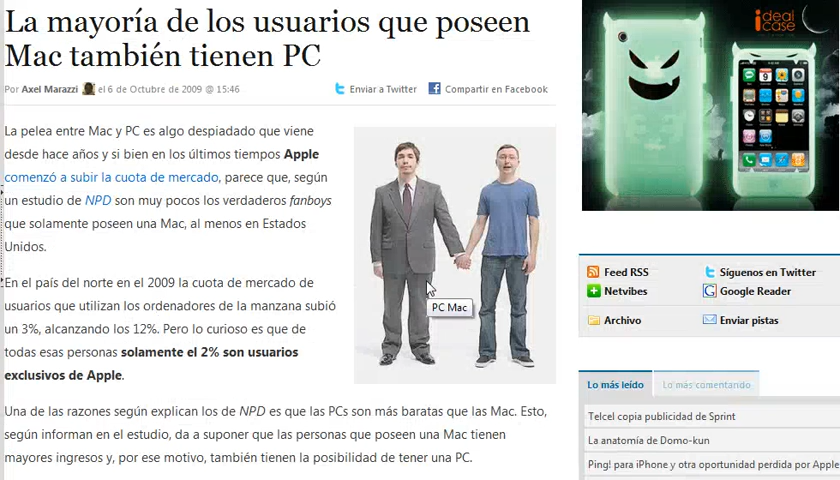 La mayoría de los usuarios que poseen
Mac también tienen PC
Por Axel Marazzi el 6 de Octubre de 2009 @ 15:46
Enviar a Twitter
Compartir en Facebook
La pelea entre Mac y PC es algo despiadado que viene
desde hace años y si bien en los últimos tiempos Apple
comenzó a subir la cuota de mercado, parece que, según
un estudio de NPD son muy pocos los verdaderos fanboys
que solamente poseen una Mac, al menos en Estados
Unidos.
PC Mac
En el país del norte en el 2009 la cuota de mercado de
usuarios que utilizan los ordenadores de la manzana subió
un 3%, alcanzando los 12%. Pero lo curioso es que de
todas esas personas solamente el 2% son usuarios
exclusivos de Apple.
Una de las razones según explican los de NPD es que las PCs son más baratas que las Mac. Esto,
según informan en el estudio, da a suponer que las personas que poseen una Mac tienen
mayores ingresos y, por ese motivo, también tienen la posibilidad de tener una PC.
ideal
case
Feed RSS
Síguenos en Twitter
Netvibes
Google Reader
Archivo
Enviar pistas
Lo más leído
Lo más comentando
Telcel copia publicidad de Sprint
La anatomía de Domo-kun
Ping! para iPhone y otra oportunidad perdida por Apple